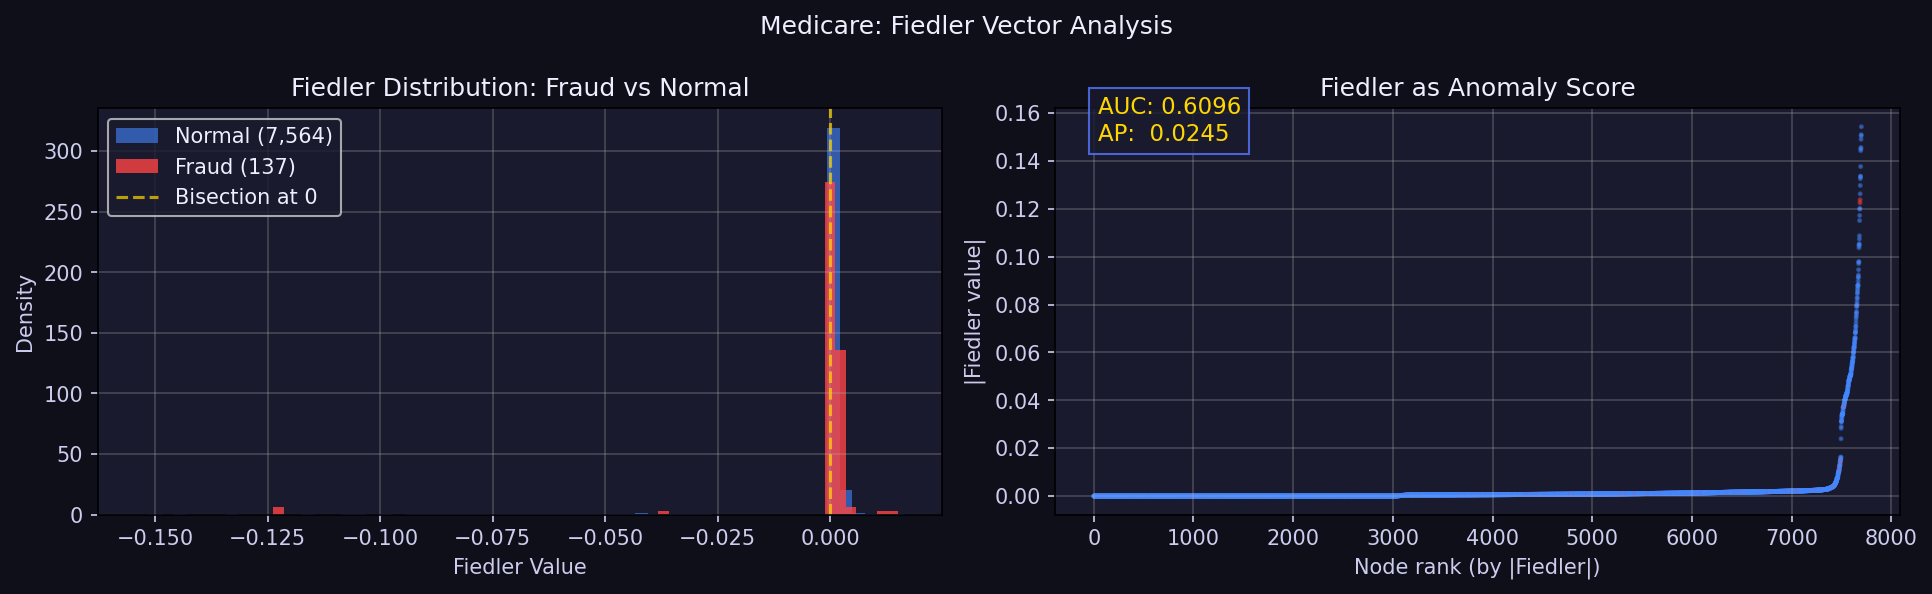 Medicare: Fiedler Vector Analysis
Fiedler Distribution: Fraud vs Normal
Normal (7,564)
Fraud (137)
Bisection at 0
300
250
200
150
100
50
0
Density
−0.150
−0.125
−0.100
−0.075
−0.050
−0.025
0.000
Fiedler Value
Fiedler as Anomaly Score
AUC: 0.6096
AP: 0.0245
0.16
0.14
0.12
0.10
0.08
0.06
0.04
0.02
0.00
|Fiedler value|
0
1000
2000
3000
4000
5000
6000
7000
8000
Node rank (by |Fiedler|)